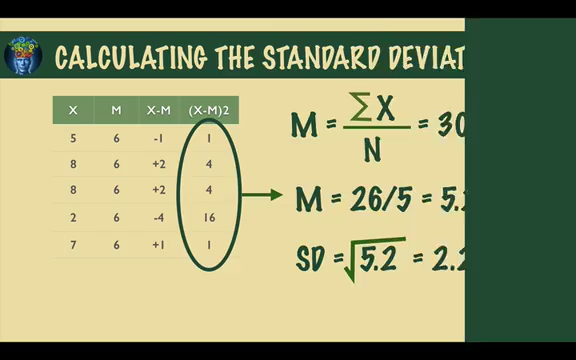 CALCULATING THE STANDARD DEVIAT
X M X-M (X-M)2
5 6 -1 1
8 6 +2 4
8 6 +2 4
2 6 -4 16
7 6 +1 1
M = ∑X / N = 30
M = 26/5 = 5.2
SD = √5.2 = 2.2